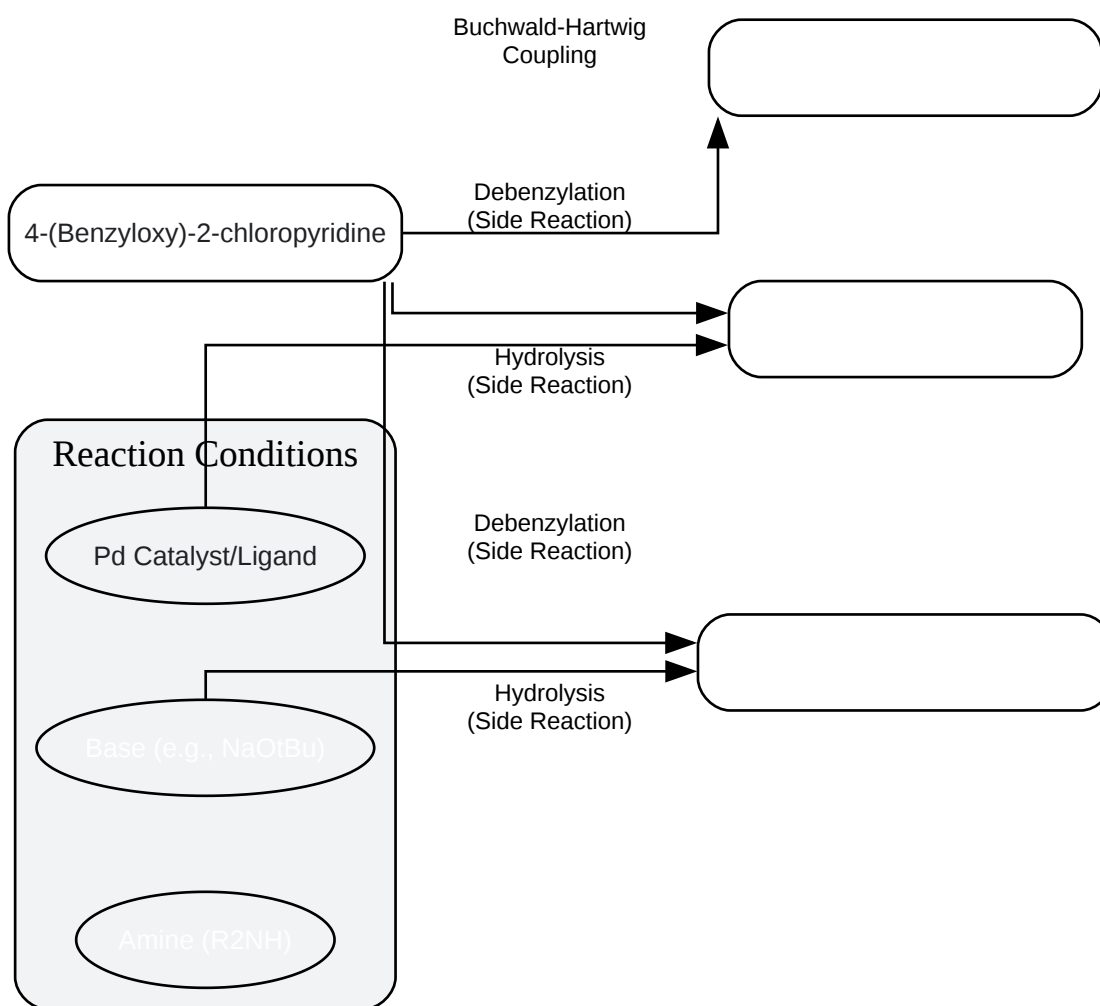 Buchwald-Hartwig
Coupling
Debenzylation
(Side Reaction)
4-(Benzyloxy)-2-chloropyridine
Hydrolysis
(Side Reaction)
Reaction Conditions
Pd Catalyst/Ligand
Debenzylation
(Side Reaction)
Hydrolysis
(Side Reaction)
Base (e.g., NaOtBu)
Amine (R2NH)